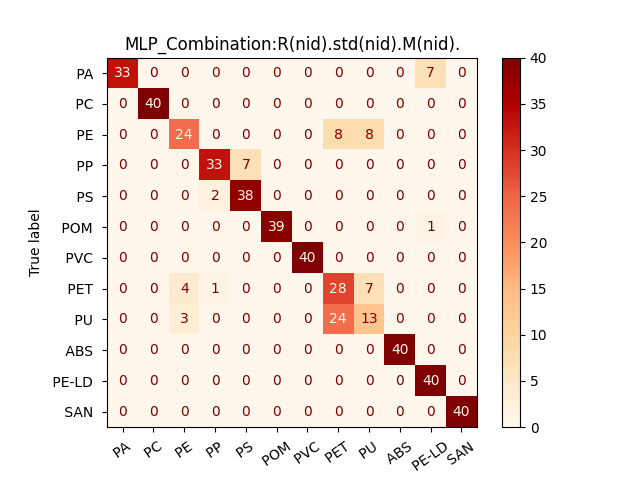 MLP_Combination:R(nid).std(nid).M(nid).
True label
PA 33 0 0 0 0 0 0 0 0 0 7 0
PC 0 40 0 0 0 0 0 0 0 0 0 0
PE 0 0 24 0 0 0 0 8 8 0 0 0
PP 0 0 0 33 7 0 0 0 0 0 0 0
PS 0 0 0 2 38 0 0 0 0 0 0 0
POM 0 0 0 0 0 39 0 0 0 0 1 0
PVC 0 0 0 0 0 0 40 0 0 0 0 0
PET 0 0 4 1 0 0 0 28 7 0 0 0
PU 0 0 3 0 0 0 0 24 13 0 0 0
ABS 0 0 0 0 0 0 0 0 0 40 0 0
PE-LD 0 0 0 0 0 0 0 0 0 0 40 0
SAN 0 0 0 0 0 0 0 0 0 0 0 40
PA PC PE PP PS POM PVC PET PU ABS PE-LD SAN
40
35
30
25
20
15
10
5
0